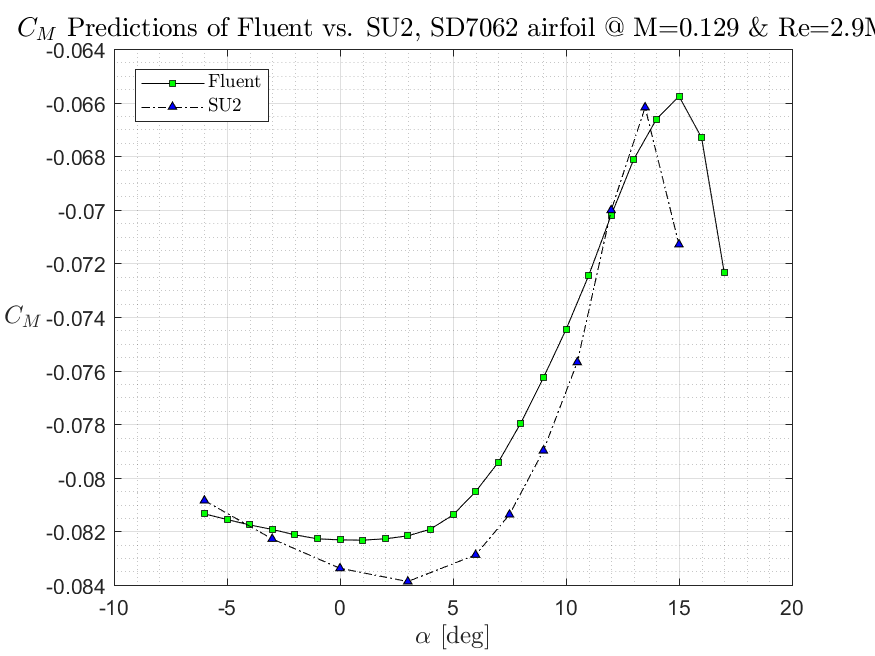 C_M Predictions of Fluent vs. SU2, SD7062 airfoil @ M=0.129 & Re=2.9M
-0.064
Fluent
SU2
-0.066
-0.068
-0.07
-0.072
C_M
-0.074
-0.076
-0.078
-0.08
-0.082
-0.084
-10 -5 0 5 10 15 20
α [deg]